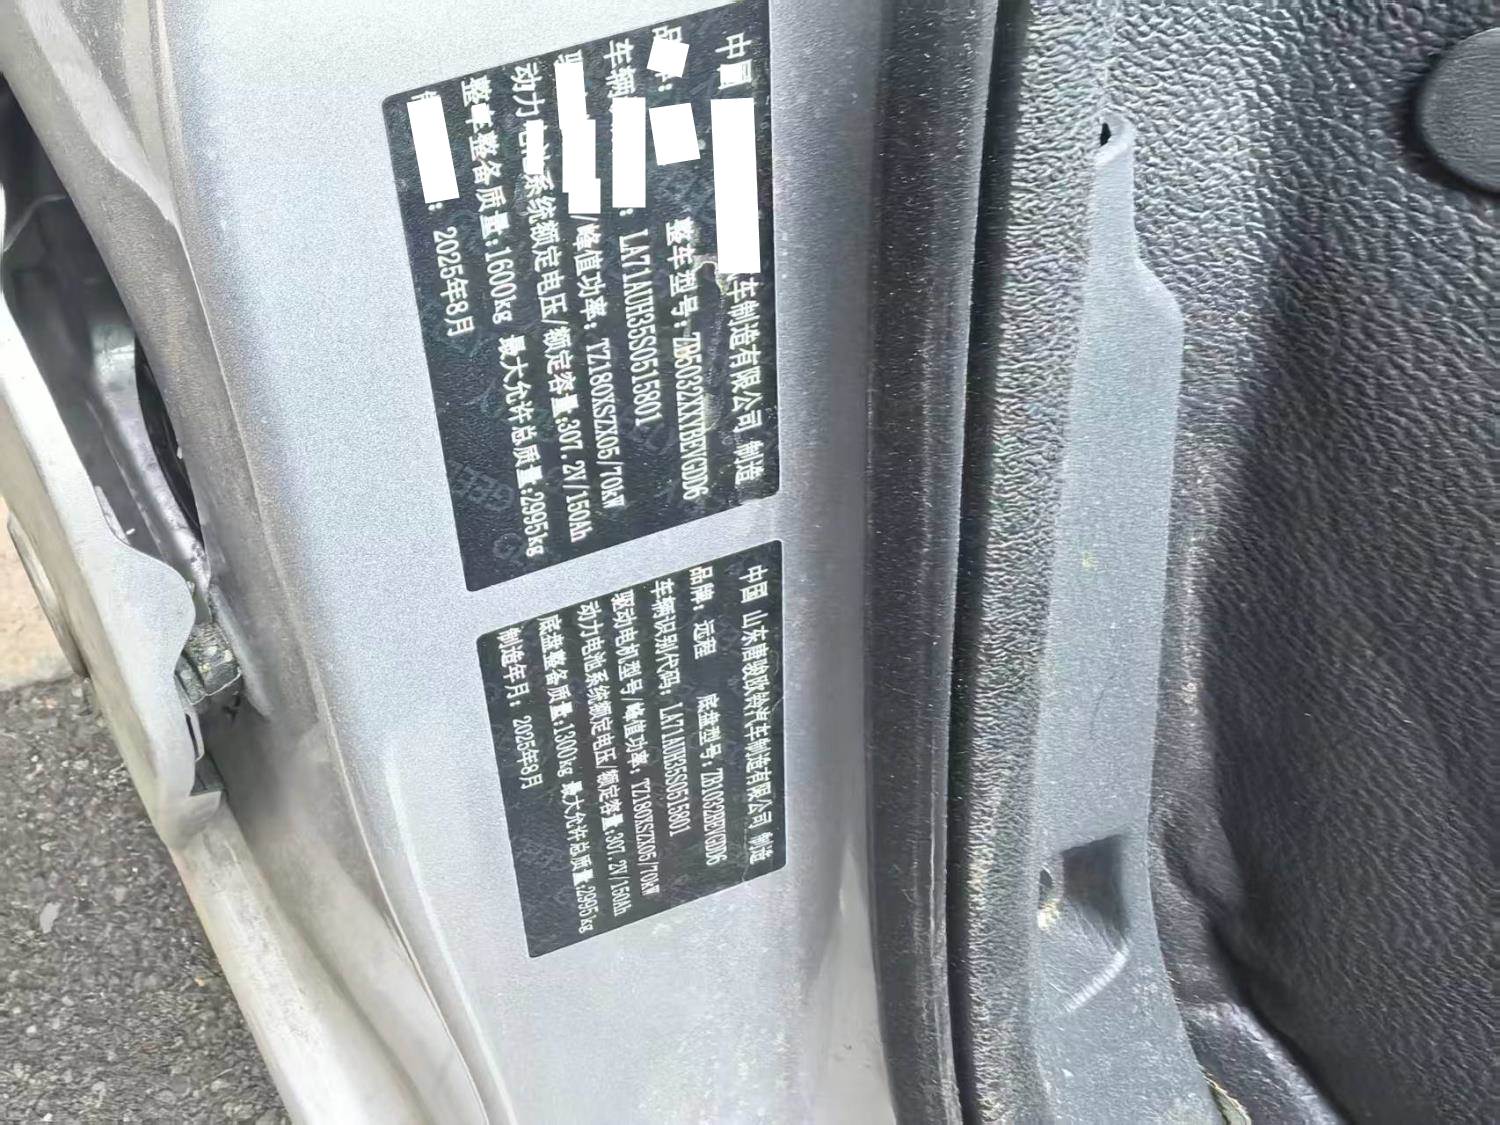 中国
汽车制造有限公司 制造
整车型号:ZB5032XXYBEVGDD6
车辆 : LA71AUH35S0515801
/峰值功率: TZ180XSZX05/70kW
动力电池系统额定电压/额定容量:307.2V/150Ah
整车整备质量:1600kg 最大允许总质量:2995kg
: 2025年8月
中国 山东唐骏欧铃汽车制造有限公司 制造
品牌: 远程 底盘型号: ZB1032BEVGDD6
车辆识别代码: LA71AUH35S0515801
驱动电机型号/峰值功率: TZ180XSZX05/70kW
动力电池系统额定电压/额定容量:307.2V/150Ah
底盘整备质量:1300kg 最大允许总质量:2995kg
制造年月: 2025年8月